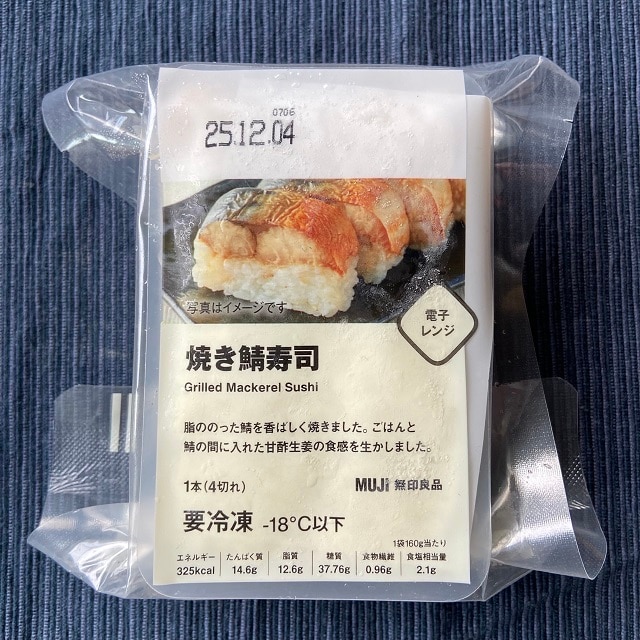 0706
25.12.04
写真はイメージです
電子
レンジ
焼き鯖寿司
Grilled Mackerel Sushi
脂ののった鯖を香ばしく焼きました。ごはんと
鯖の間に入れた甘酢生姜の食感を生かしました。
1本(4切れ)
MUJI 無印良品
要冷凍 -18℃以下
1袋160g当たり
エネルギー たんぱく質 脂質 糖質 食物繊維 食塩相当量
325kcal 14.6g 12.6g 37.76g 0.96g 2.1g